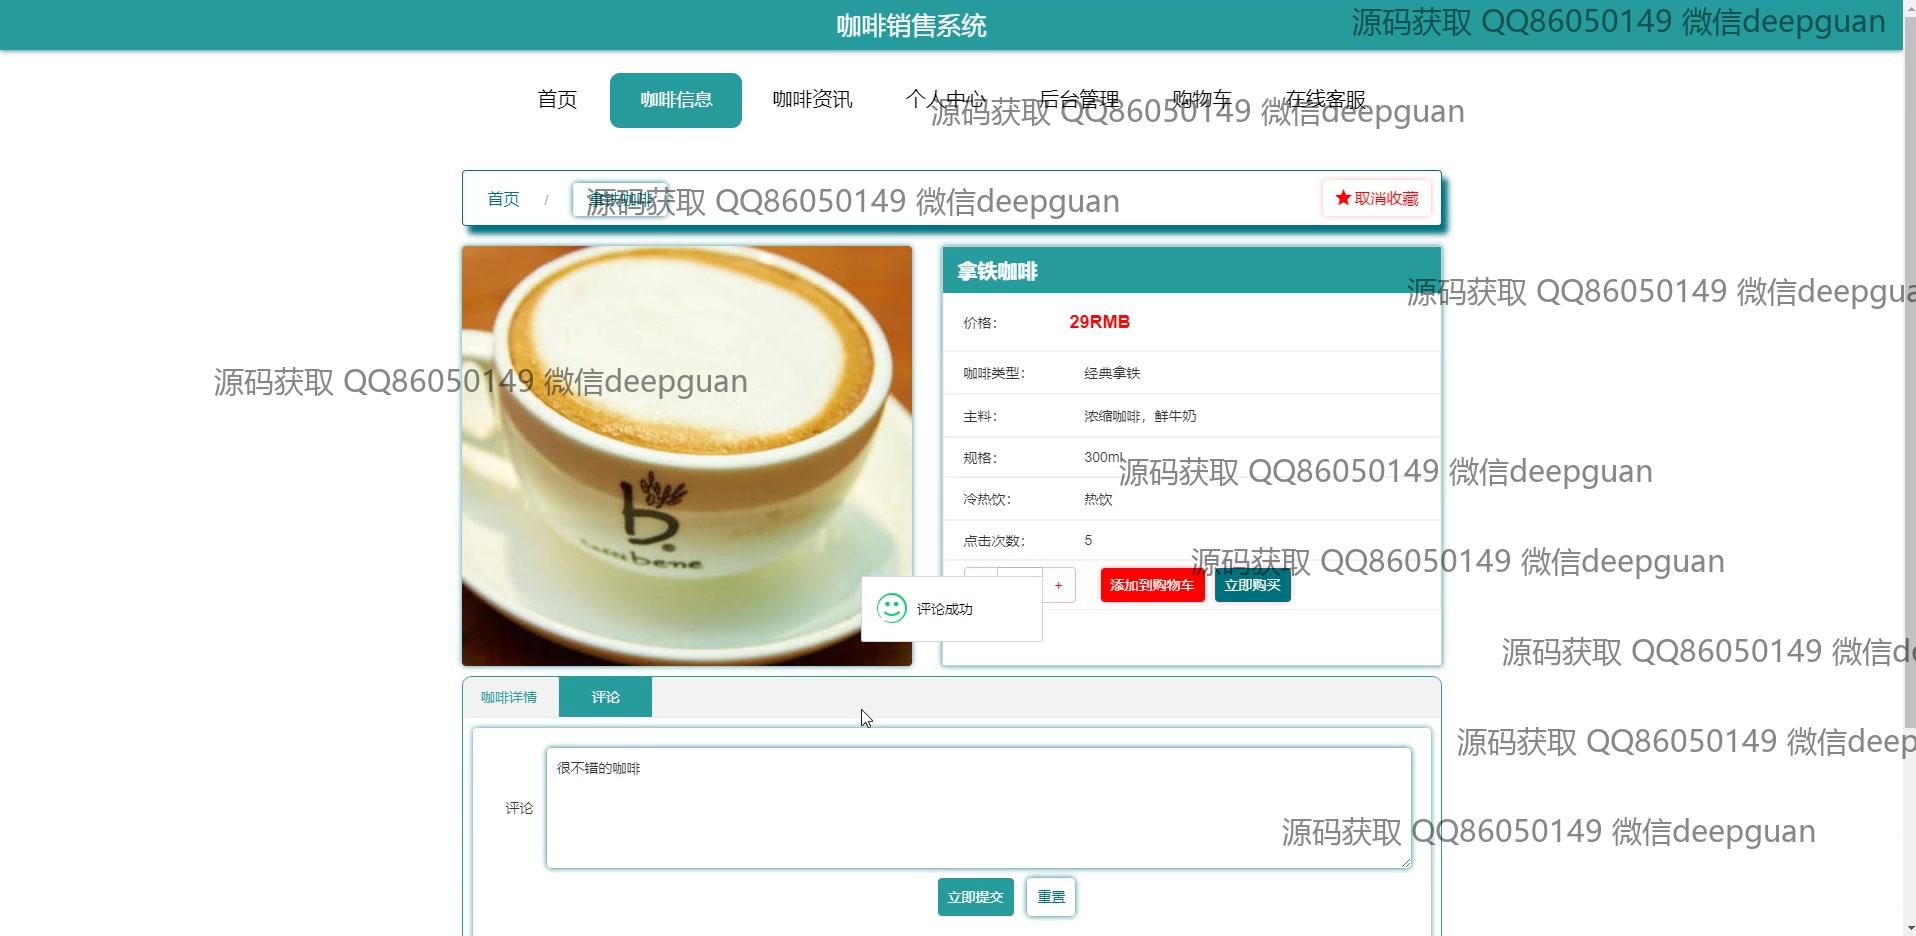 咖啡销售系统
源码获取 QQ86050149 微信deepguan
首页 咖啡信息 咖啡资讯 个人中心 后台管理 购物车 在线客服
源码获取 QQ86050149 微信deepguan
首页 / 拿铁咖啡
源码获取 QQ86050149 微信deepguan
取消收藏
拿铁咖啡
源码获取 QQ86050149 微信deepgua
价格： 29RMB
咖啡类型： 经典拿铁
源码获取 QQ86050149 微信deepguan
主料： 浓缩咖啡，鲜牛奶
规格： 300ml
源码获取 QQ86050149 微信deepguan
冷热饮： 热饮
点击次数： 5
源码获取 QQ86050149 微信deepguan
b.
+ 添加到购物车 立即购买
评论成功
源码获取 QQ86050149 微信de
咖啡详情 评论
源码获取 QQ86050149 微信deep
很不错的咖啡
评论
源码获取 QQ86050149 微信deepguan
立即提交 重置